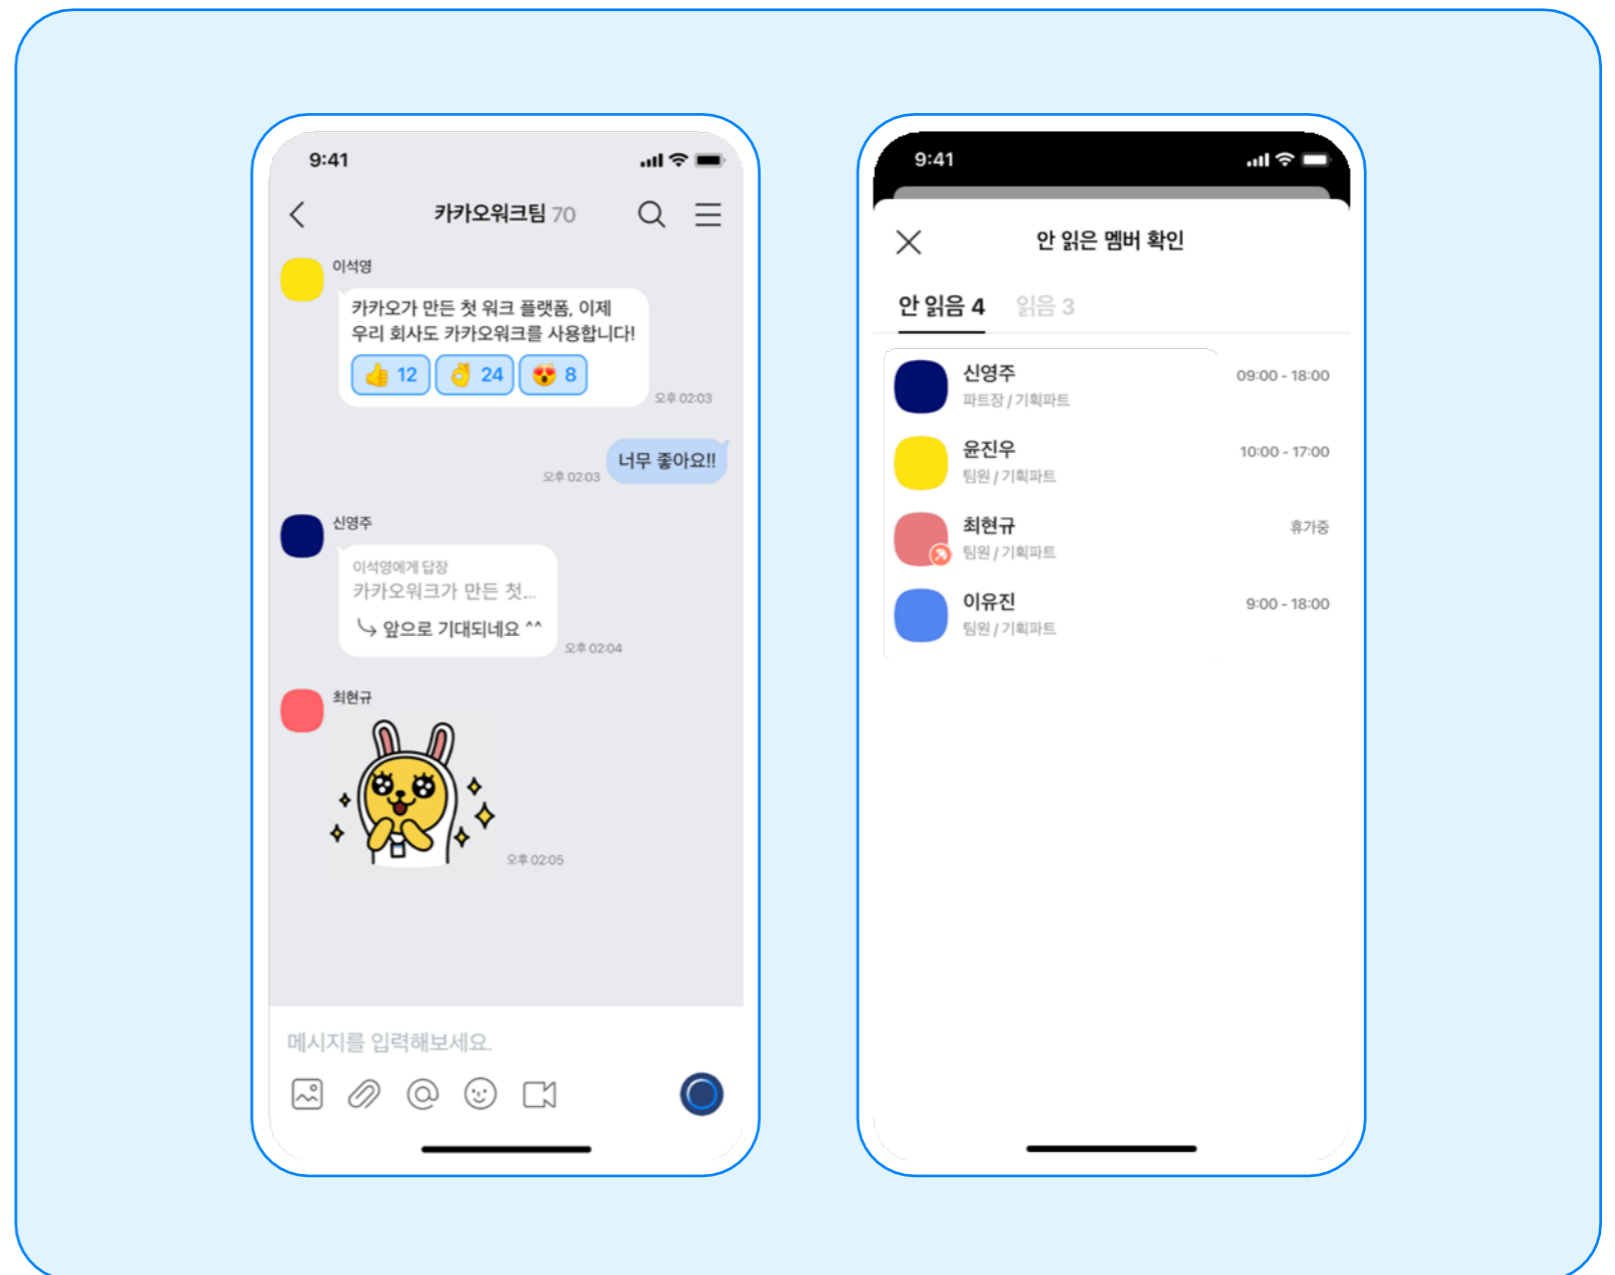 9:41
카카오워크팀 70
이석영
카카오가 만든 첫 워크 플랫폼, 이제
우리 회사도 카카오워크를 사용합니다!
12 24 8
오후 02:03
너무 좋아요!!
오후 02:03
신영주
이석영에게 답장
카카오워크가 만든 첫...
앞으로 기대되네요 ^^
오후 02:04
최현규
오후 02:05
메시지를 입력해보세요.
9:41
안 읽은 멤버 확인
안 읽음 4 읽음 3
신영주 09:00 - 18:00
파트장 / 기획파트
윤진우 10:00 - 17:00
팀원 / 기획파트
최현규 휴가중
팀원 / 기획파트
이유진 9:00 - 18:00
팀원 / 기획파트